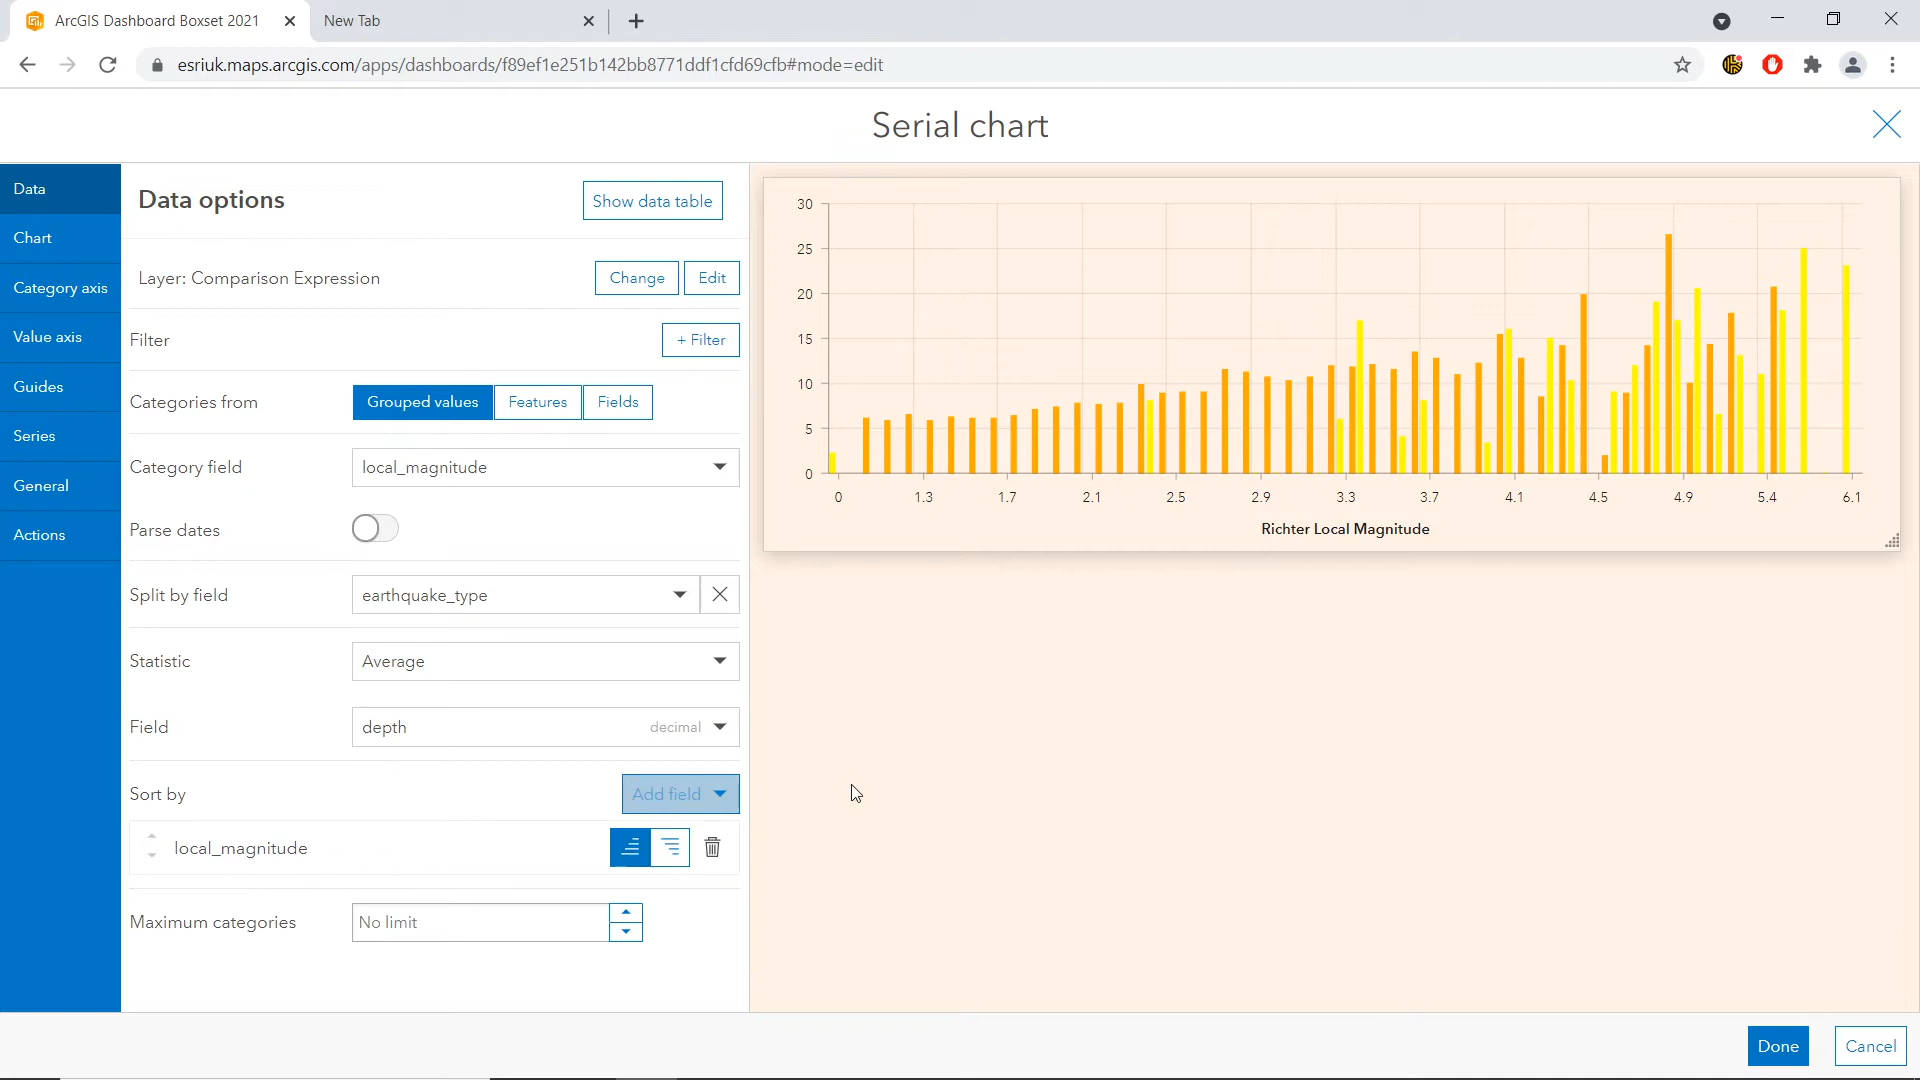 ArcGIS Dashboard Boxset 2021
New Tab
esriuk.maps.arcgis.com/apps/dashboards/f89ef1e251b142bb8771ddf1cfd69cfb#mode=edit
Serial chart
Data
Chart
Category axis
Value axis
Guides
Series
General
Actions
Data options
Show data table
Layer: Comparison Expression
Change
Edit
Filter
+ Filter
Categories from
Grouped values
Features
Fields
Category field
local_magnitude
Parse dates
Split by field
earthquake_type
Statistic
Average
Field
depth
decimal
Sort by
Add field
local_magnitude
Maximum categories
No limit
30
25
20
15
10
5
0
0 1.3 1.7 2.1 2.5 2.9 3.3 3.7 4.1 4.5 4.9 5.4 6.1
Richter Local Magnitude
Done
Cancel